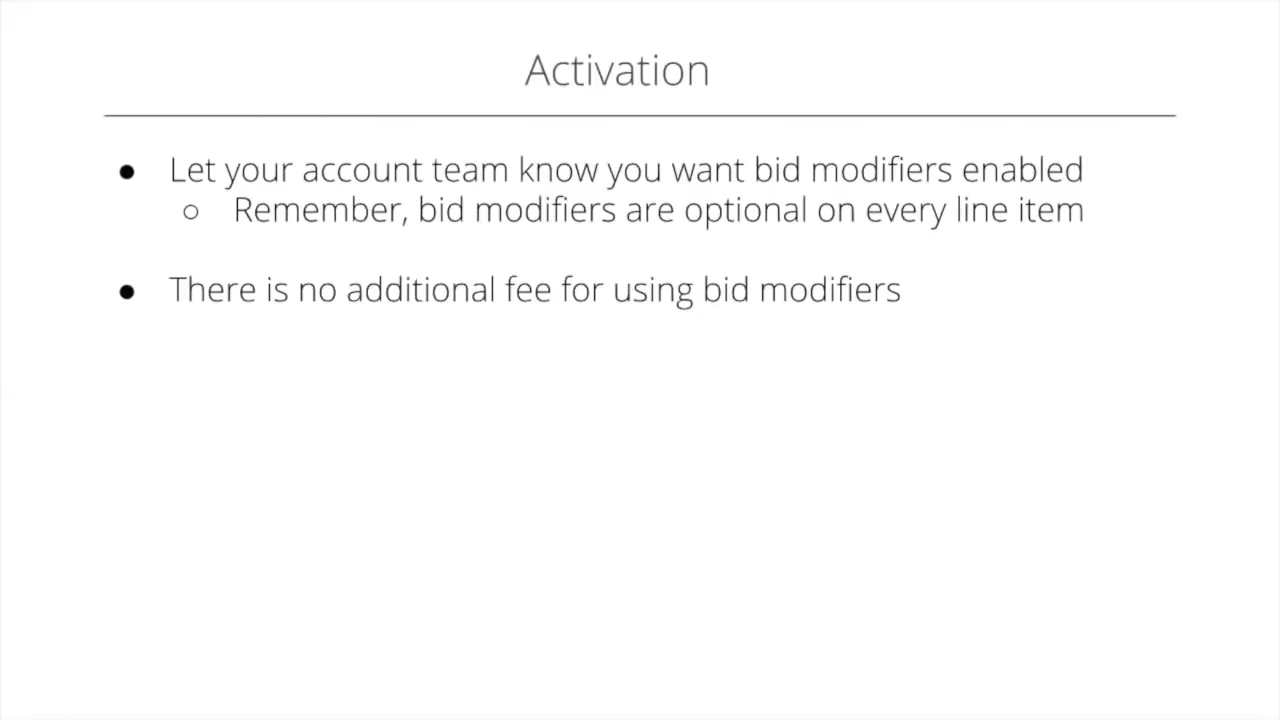 Activation
● Let your account team know you want bid modifiers enabled
○ Remember, bid modifiers are optional on every line item
● There is no additional fee for using bid modifiers